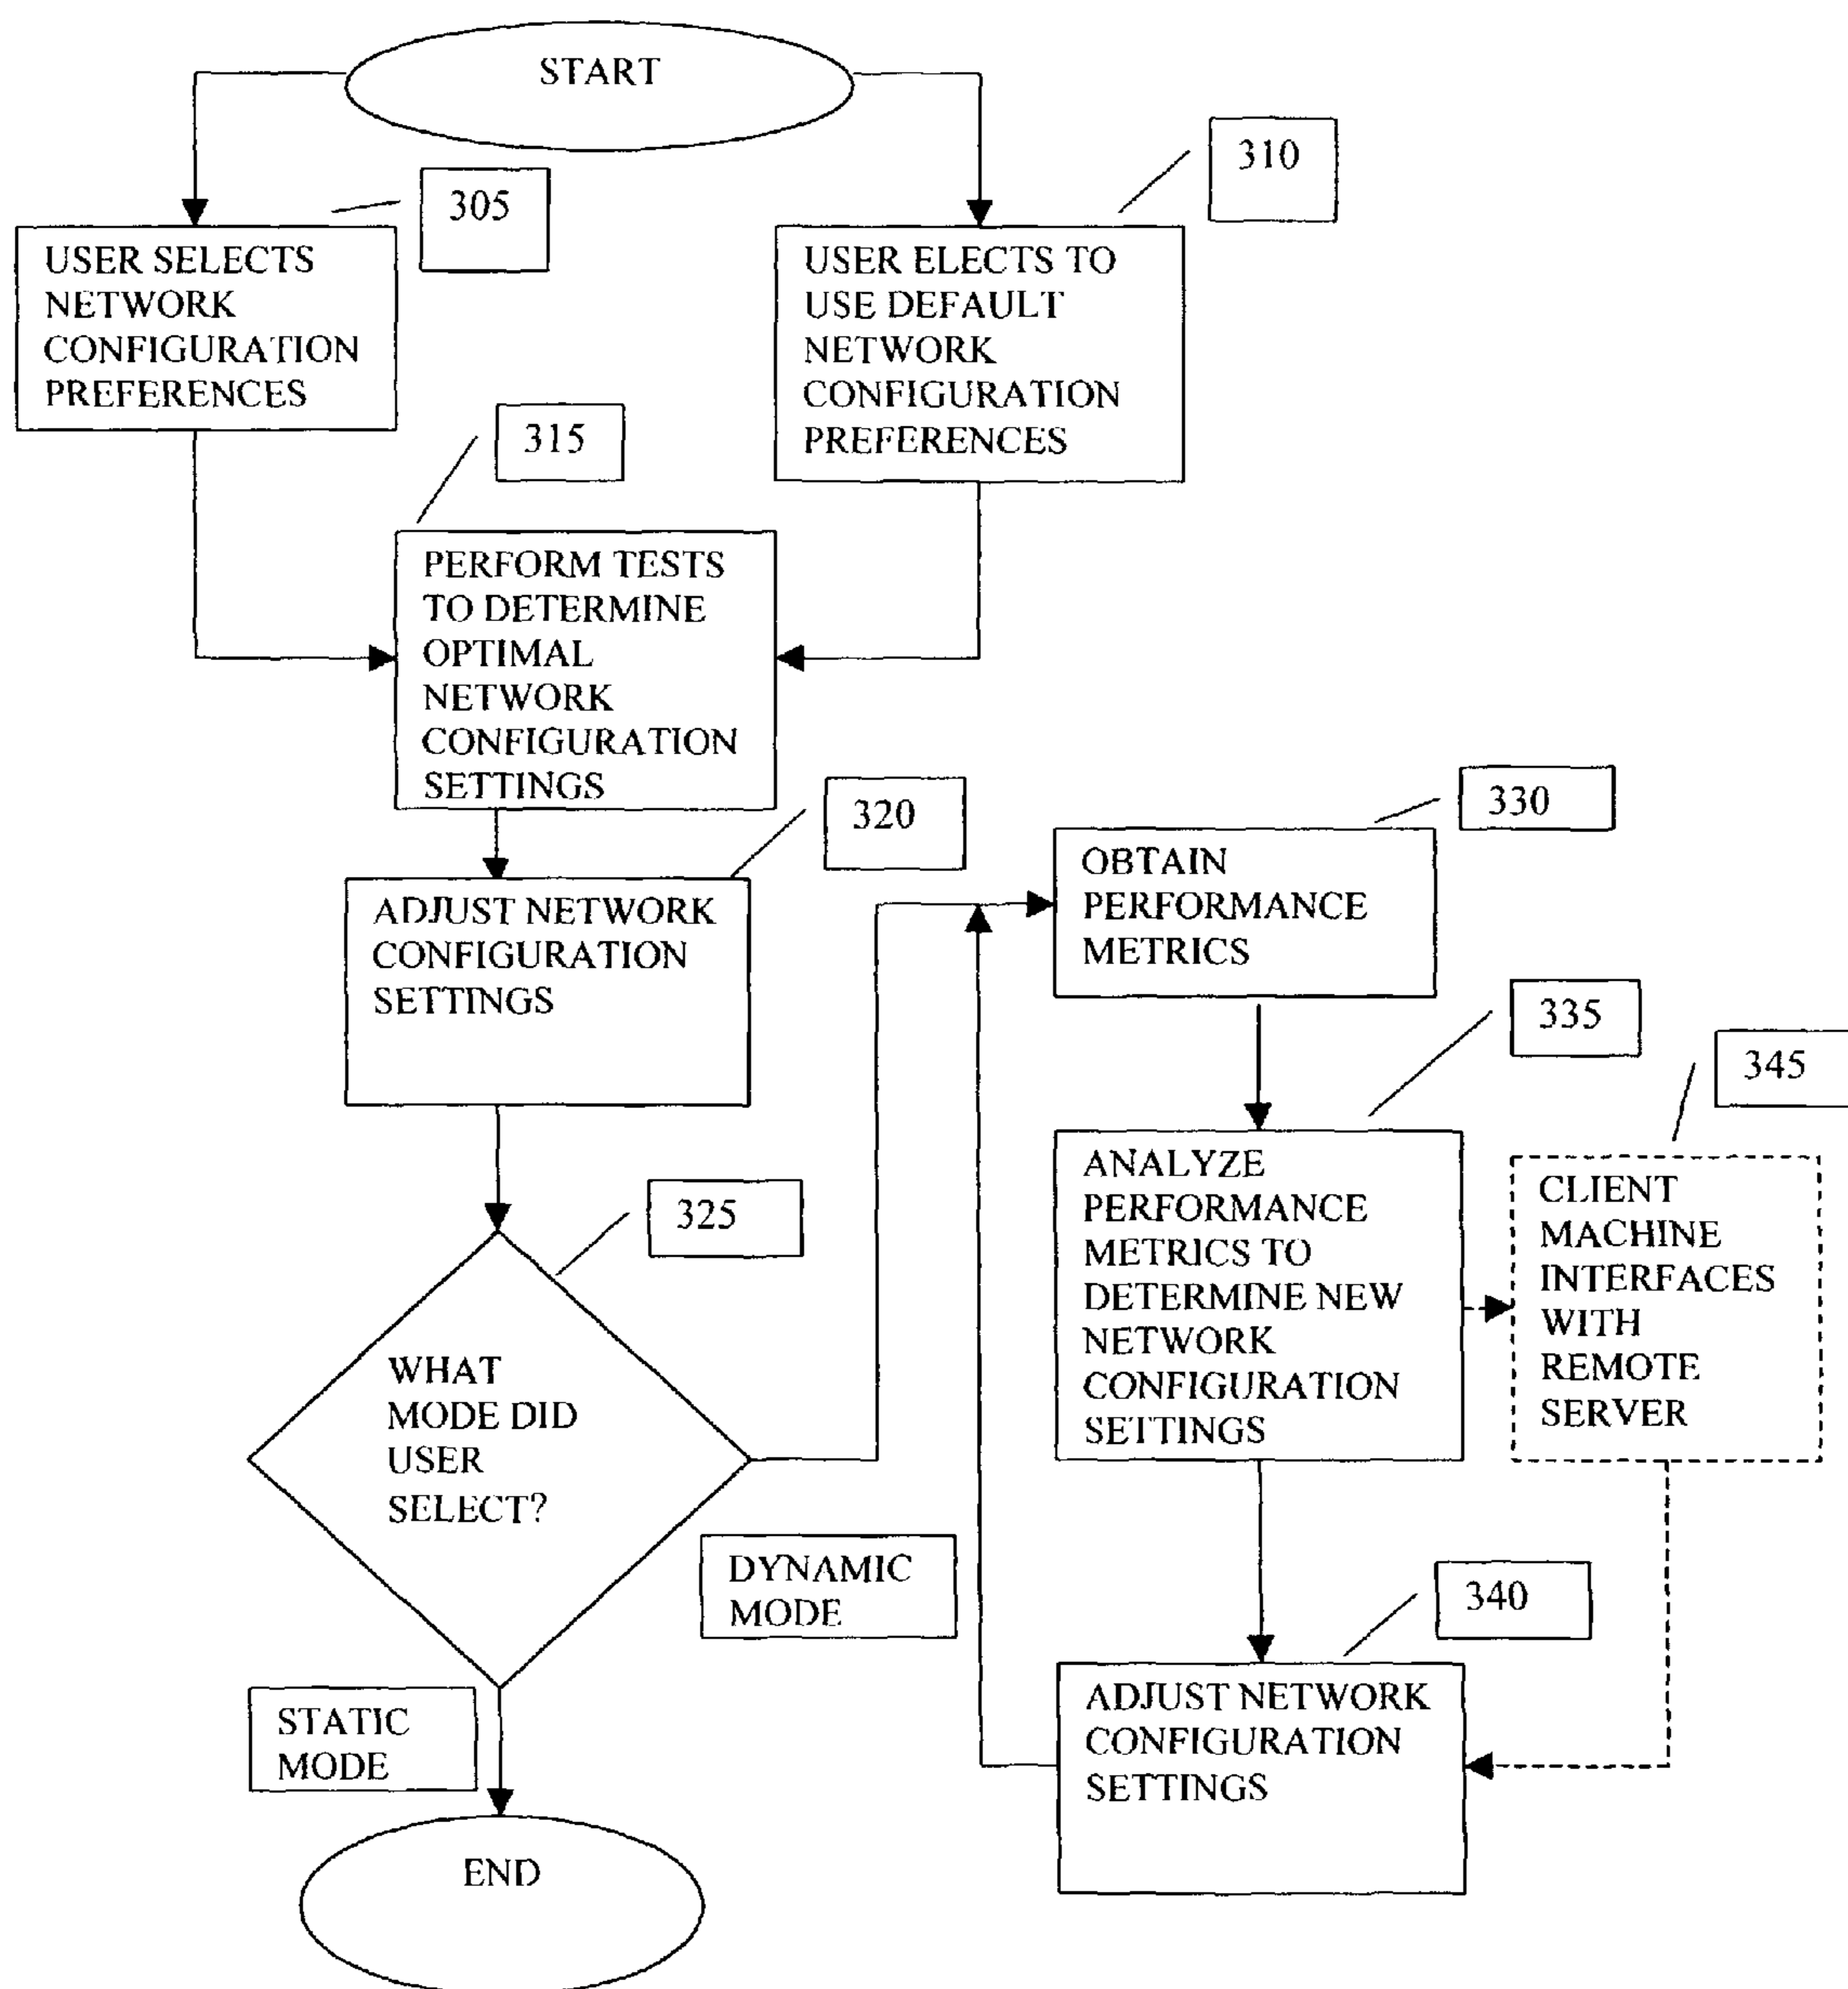 START
305
310
USER SELECTS
NETWORK
CONFIGURATION
PREFERENCES
USER ELECTS TO
USE DEFAULT
NETWORK
CONFIGURATION
PREFERENCES
315
PERFORM TESTS
TO DETERMINE
OPTIMAL
NETWORK
CONFIGURATION
SETTINGS
320
ADJUST NETWORK
CONFIGURATION
SETTINGS
325
WHAT
MODE DID
USER
SELECT?
STATIC
MODE
END
DYNAMIC
MODE
330
OBTAIN
PERFORMANCE
METRICS
335
ANALYZE
PERFORMANCE
METRICS TO
DETERMINE NEW
NETWORK
CONFIGURATION
SETTINGS
345
CLIENT
MACHINE
INTERFACES
WITH
REMOTE
SERVER
340
ADJUST NETWORK
CONFIGURATION
SETTINGS